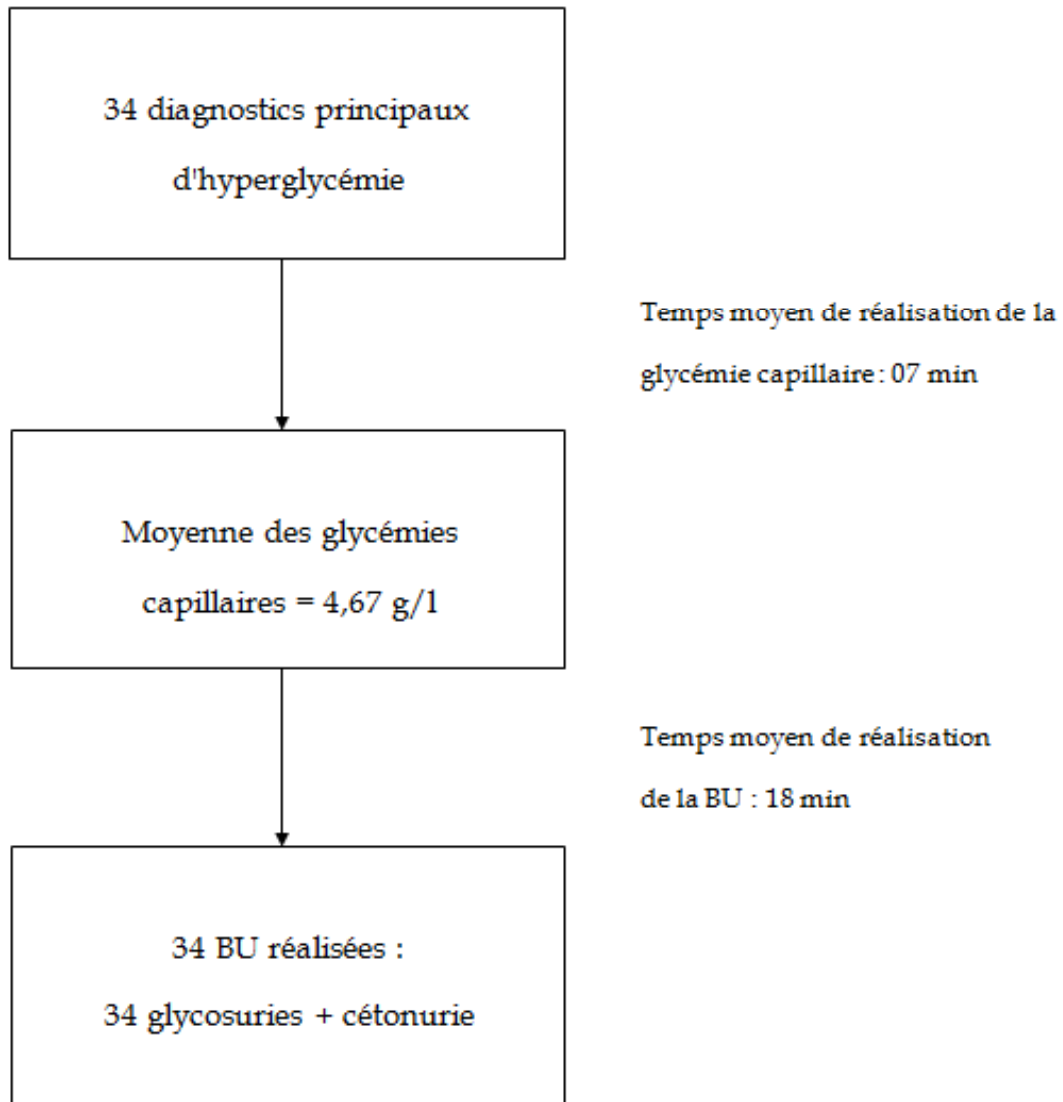 34 diagnostics principaux
d'hyperglycémie
Temps moyen de réalisation de la
glycémie capillaire : 07 min
Moyenne des glycémies
capillaires = 4,67 g/l
Temps moyen de réalisation
de la BU : 18 min
34 BU réalisées :
34 glycosuries + cétonurie